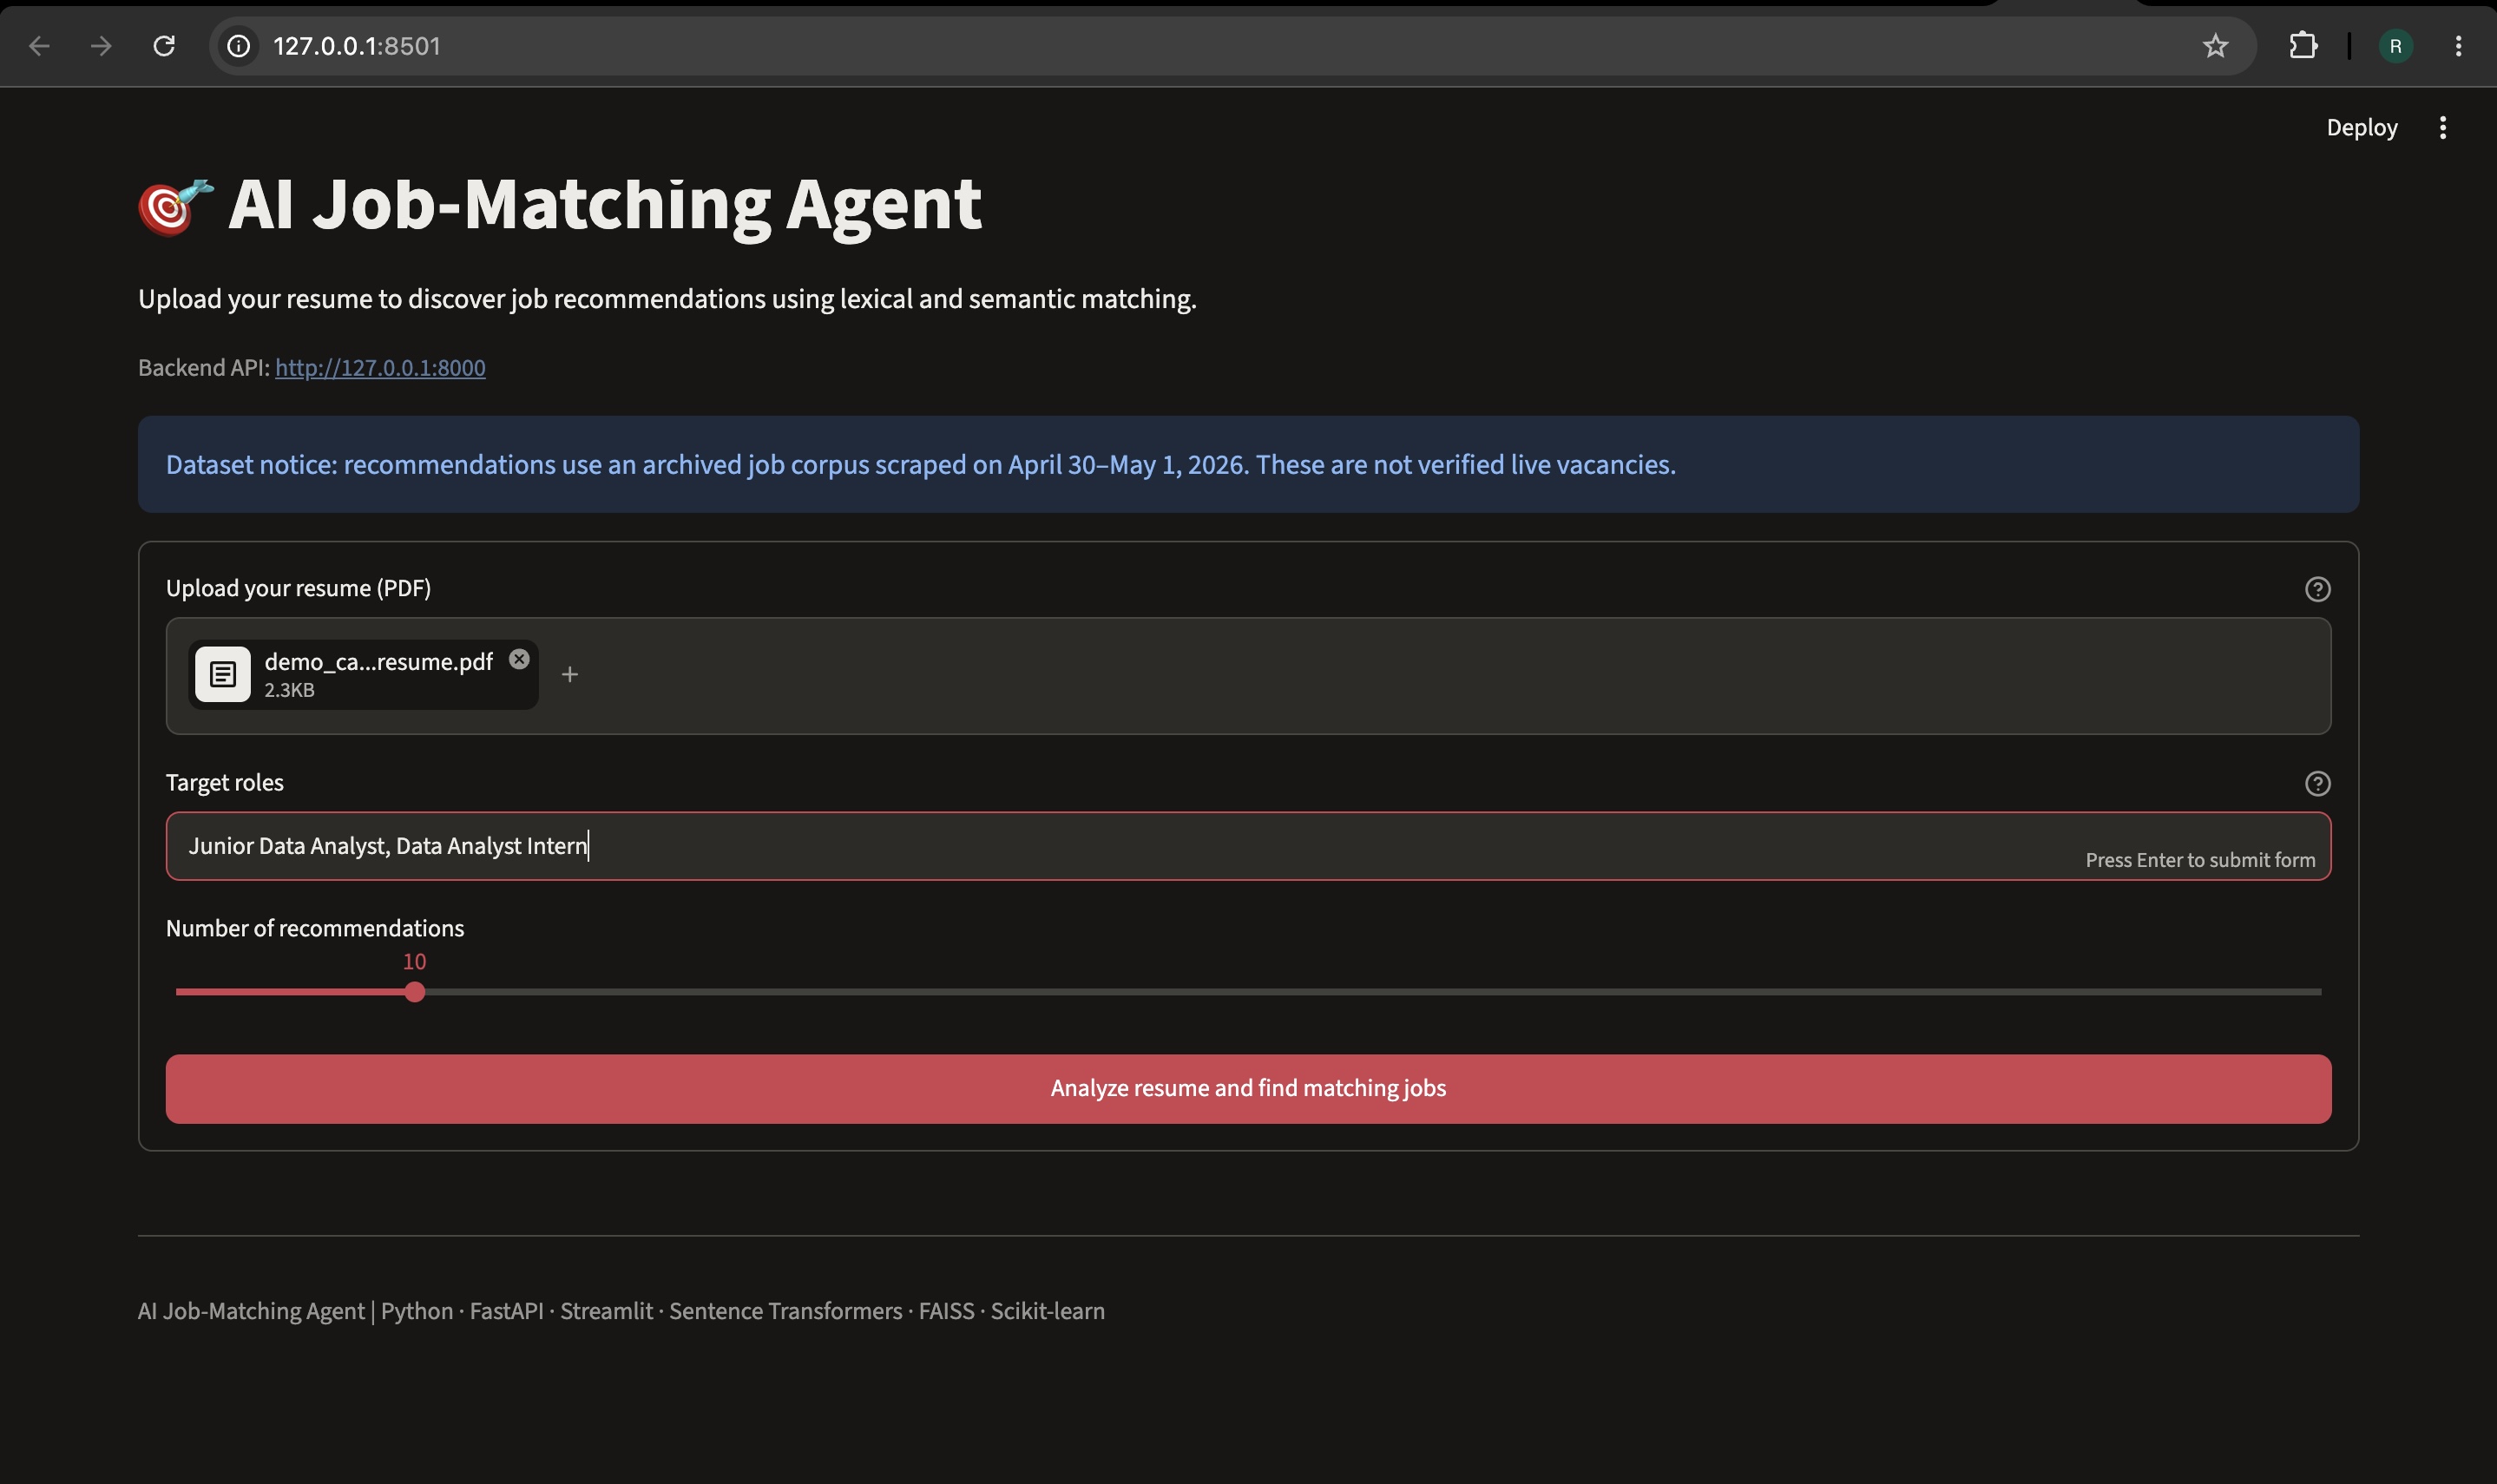 127.0.0.1:8501
R
Deploy
AI Job-Matching Agent
Upload your resume to discover job recommendations using lexical and semantic matching.
Backend API: http://127.0.0.1:8000
Dataset notice: recommendations use an archived job corpus scraped on April 30–May 1, 2026. These are not verified live vacancies.
Upload your resume (PDF)
demo_ca...resume.pdf
2.3KB
Target roles
Junior Data Analyst, Data Analyst Intern
Press Enter to submit form
Number of recommendations
10
Analyze resume and find matching jobs
AI Job-Matching Agent | Python · FastAPI · Streamlit · Sentence Transformers · FAISS · Scikit-learn